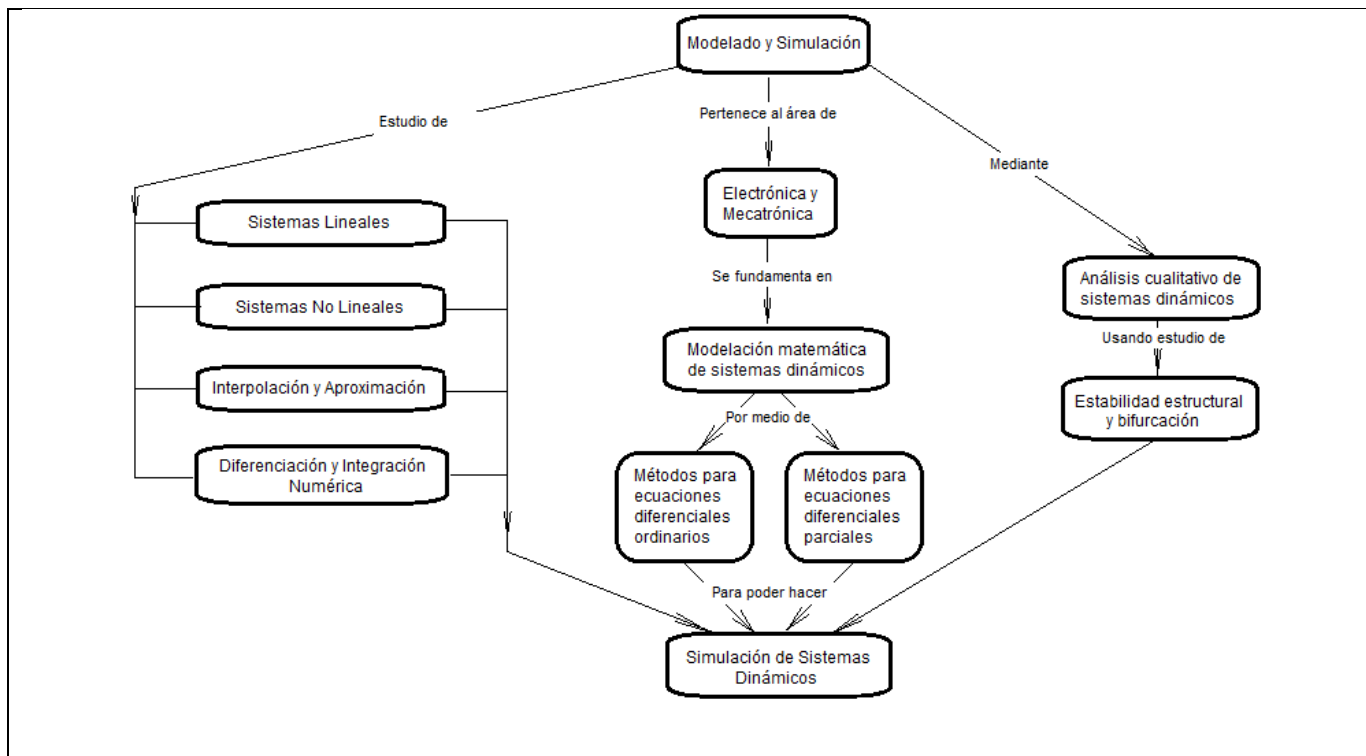 Modelado y Simulación
Estudio de
Pertenece al área de
Mediante
Sistemas Lineales
Sistemas No Lineales
Interpolación y Aproximación
Diferenciación y Integración
Numérica
Electrónica y
Mecatrónica
Se fundamenta en
Modelación matemática
de sistemas dinámicos
Por medio de
Métodos para
ecuaciones
diferenciales
ordinarios
Métodos para
ecuaciones
diferenciales
parciales
Para poder hacer
Análisis cualitativo de
sistemas dinámicos
Usando estudio de
Estabilidad estructural
y bifurcación
Simulación de Sistemas
Dinámicos